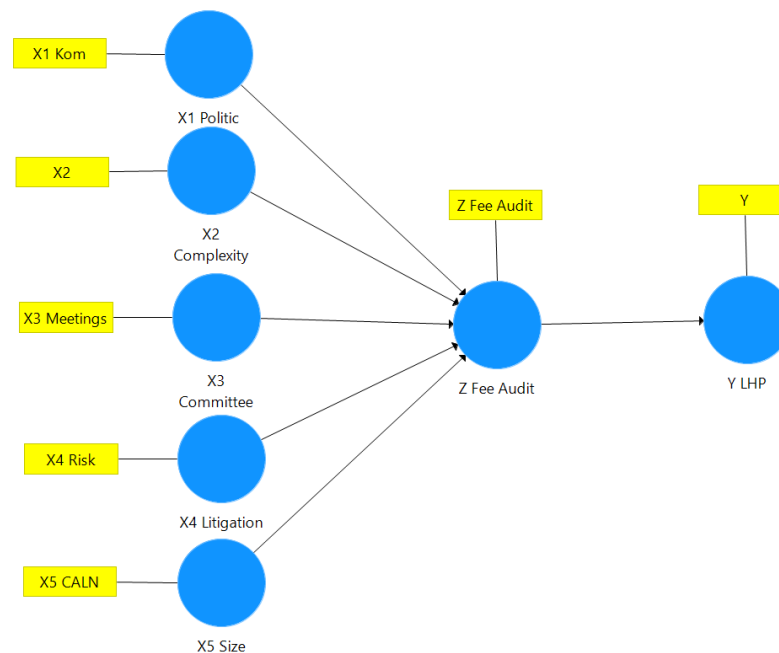 X1 Kom
X1 Politic
X2
X2
Complexity
X3 Meetings
X3
Committee
X4 Risk
X4 Litigation
X5 CALN
X5 Size
Z Fee Audit
Z Fee Audit
Y
Y LHP